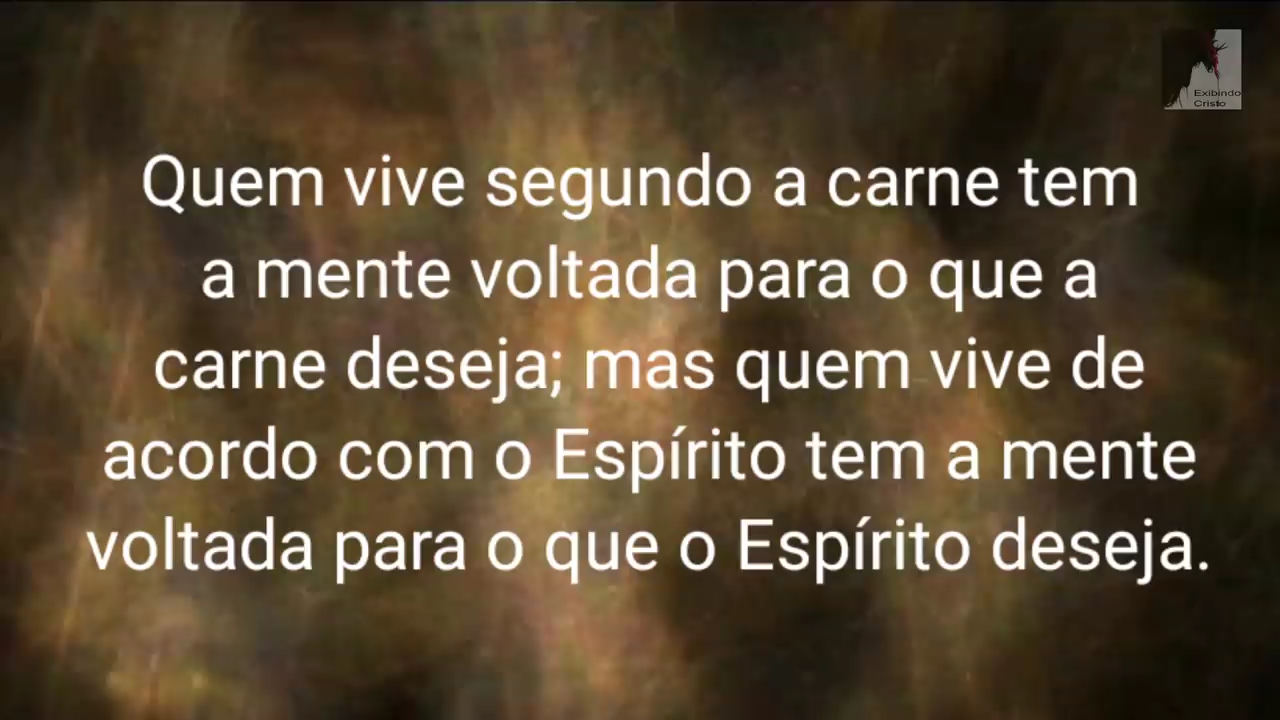 Exibindo
Cristo
Quem vive segundo a carne tem
a mente voltada para o que a
carne deseja; mas quem vive de
acordo com o Espírito tem a mente
voltada para o que o Espírito deseja.